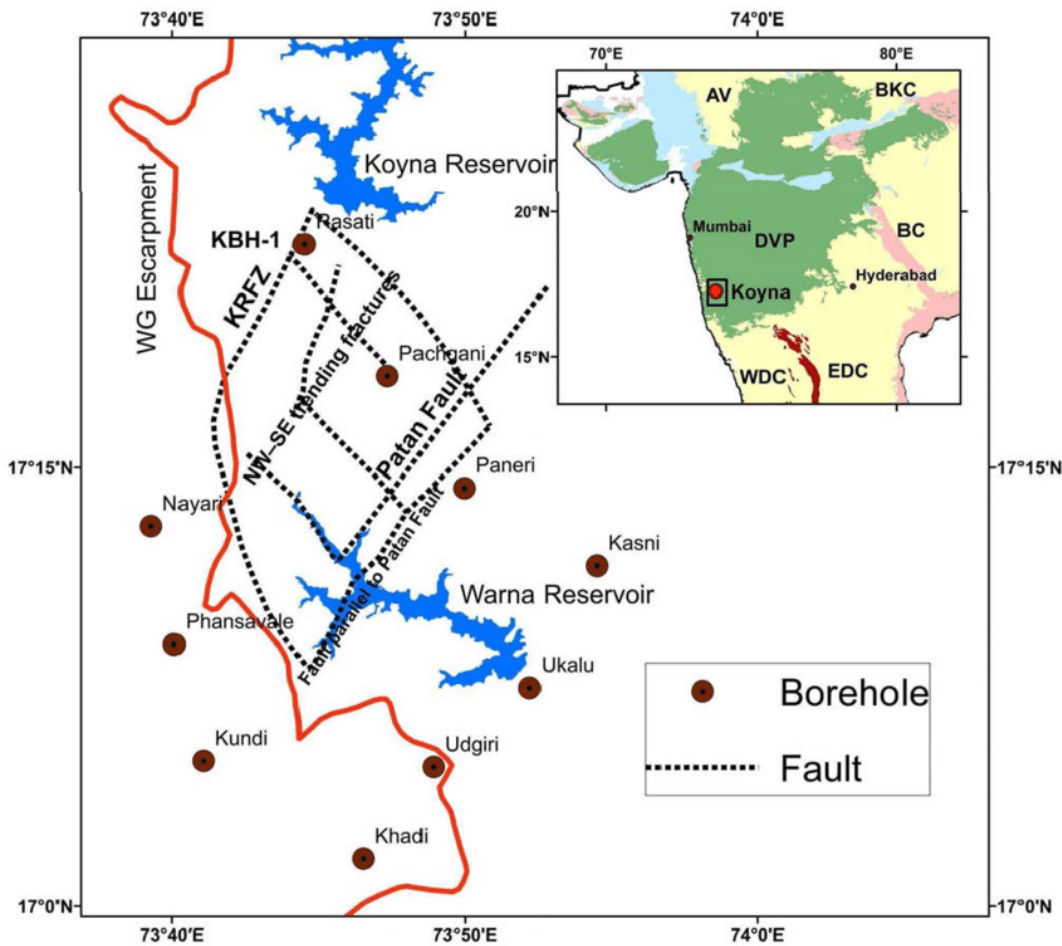 73°40'E
73°50'E
74°0'E
70°E
80°E
AV
BKC
Koyna Reservoir
WG Escarpment
20°N
Mumbai
DVP
BC
Rasati
KBH-1
Hyderabad
Koyna
KRFZ
NW-SE trending fractures
Pachgani
15°N
WDC
EDC
Patan Fault
17°15'N
17°15'N
Paneri
Nayari
Kasni
Fault parallel to Patan Fault
Warna Reservoir
Phansavale
Ukalu
Borehole
Kundi
Udgiri
Fault
Khadi
17°0'N
17°0'N
73°40'E
73°50'E
74°0'E